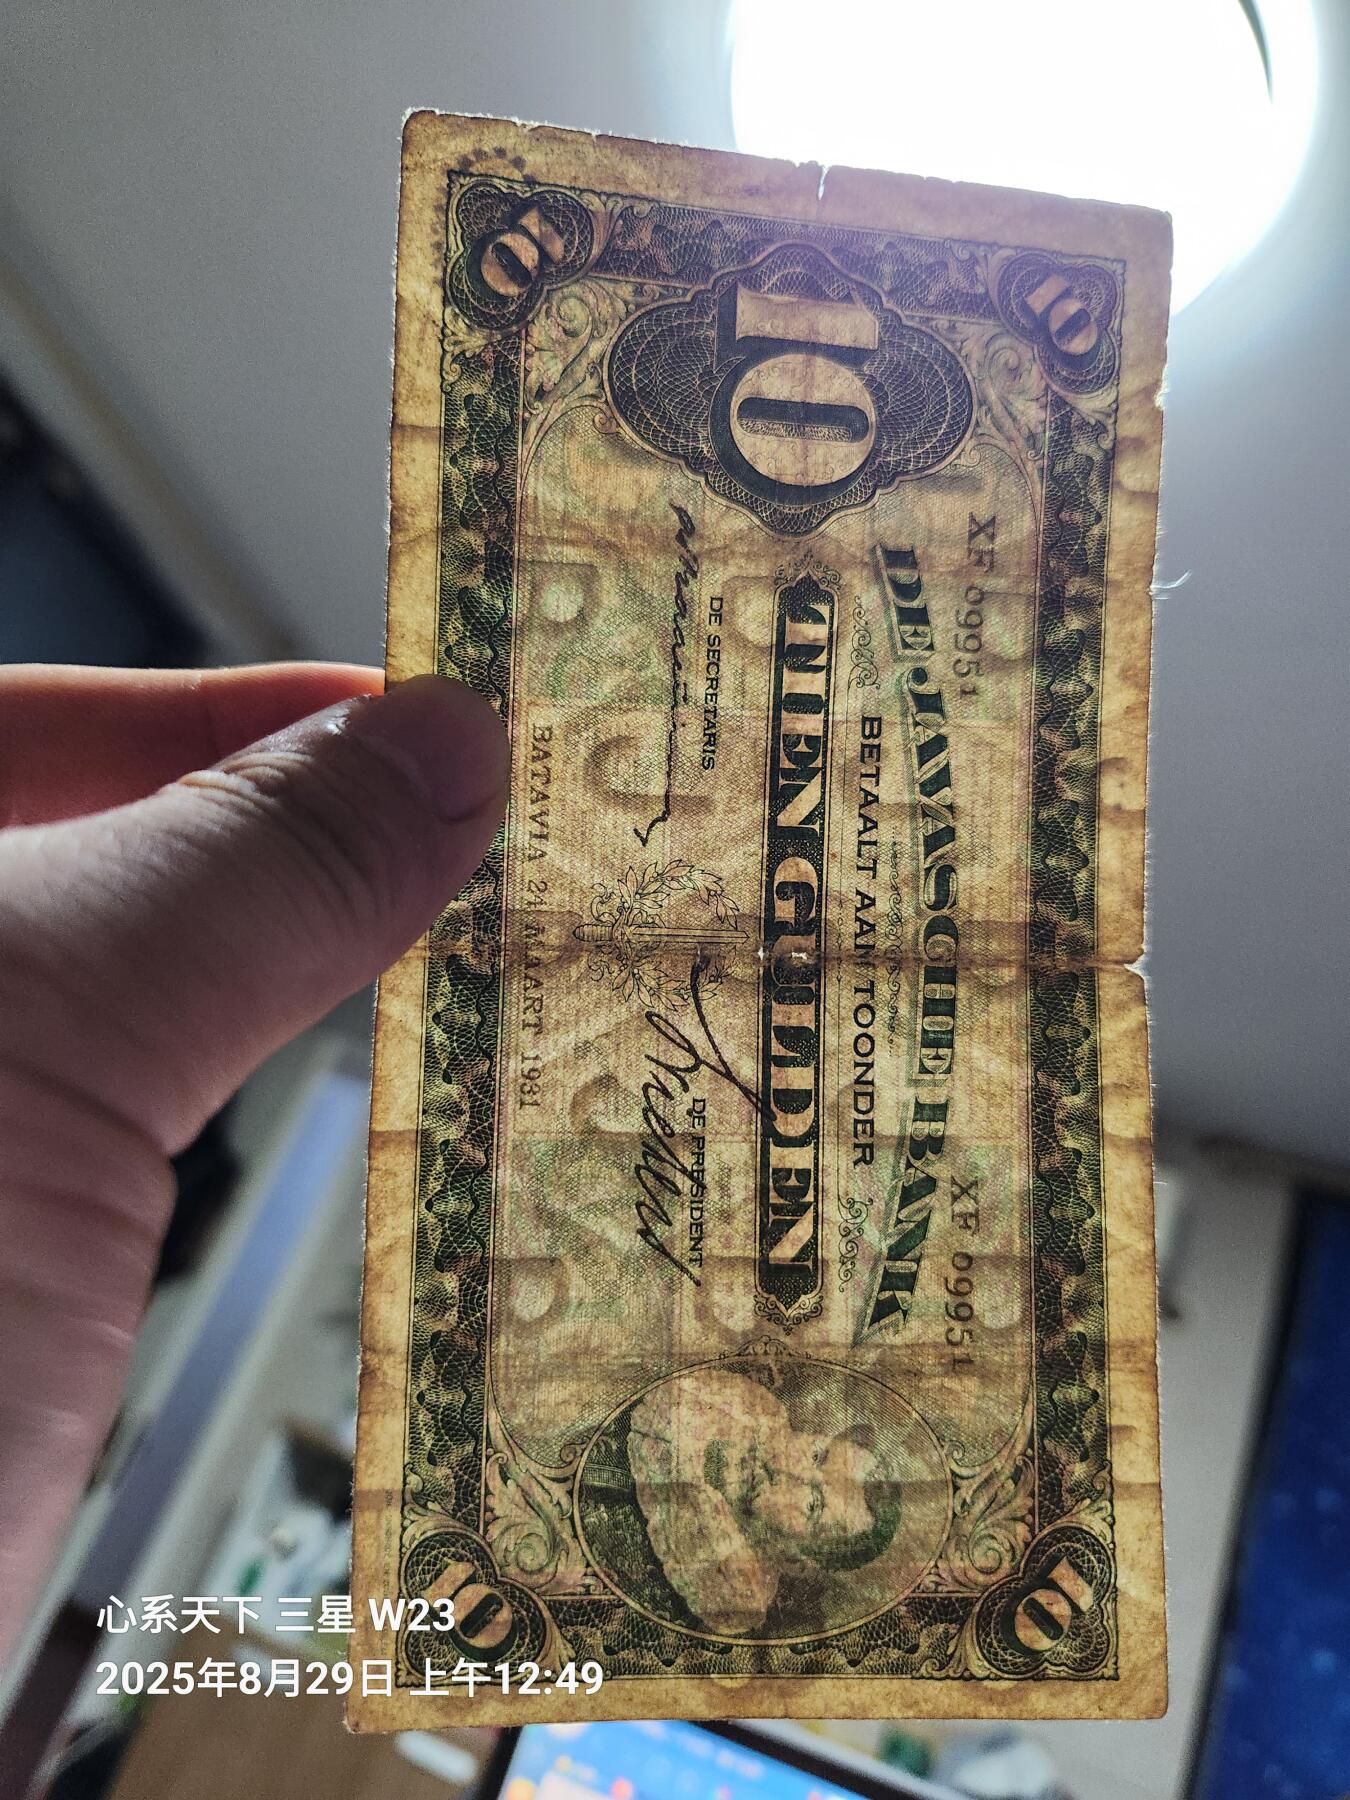 10
10
10
XF 09951
XF 09951
DE JAVASCHE BANK
BETAALT AAN TOONDER
TIEN GULDEN
DE SECRETARIS
DE PRESIDENT
BATAVIA 24 MAART 1931
10
10
心系天下 三星 W23
2025年8月29日 上午12:49